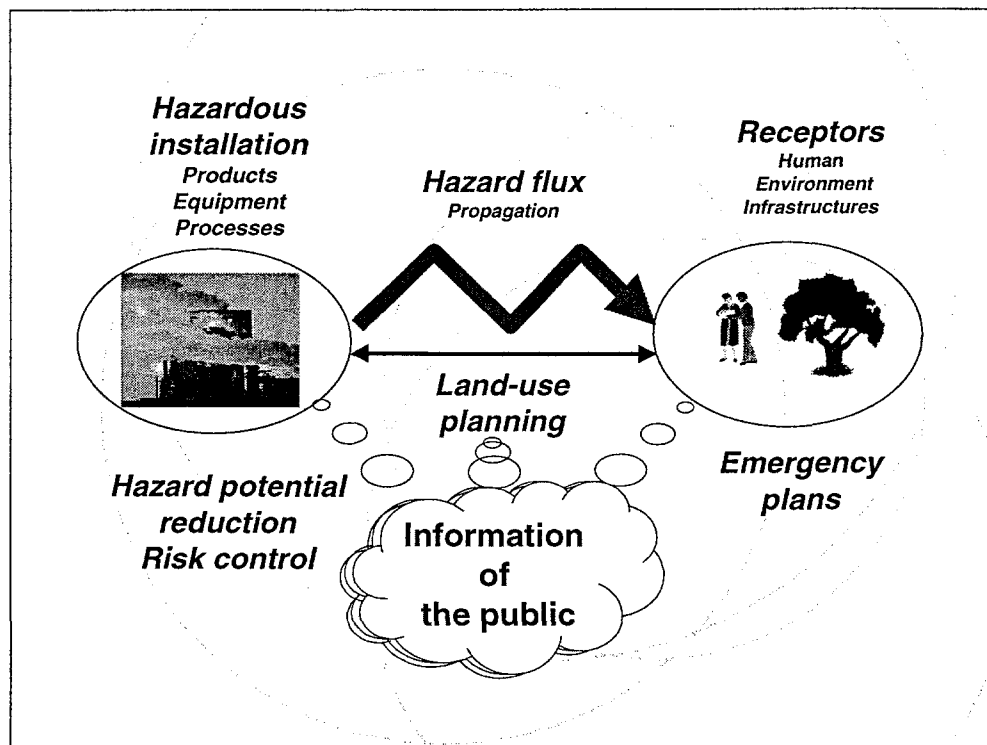 Hazardous
installation
Products
Equipment
Processes
Hazard flux
Propagation
Receptors
Human
Environment
Infrastructures
Land-use
planning
Hazard potential
reduction
Risk control
Emergency
plans
Information
of
the public